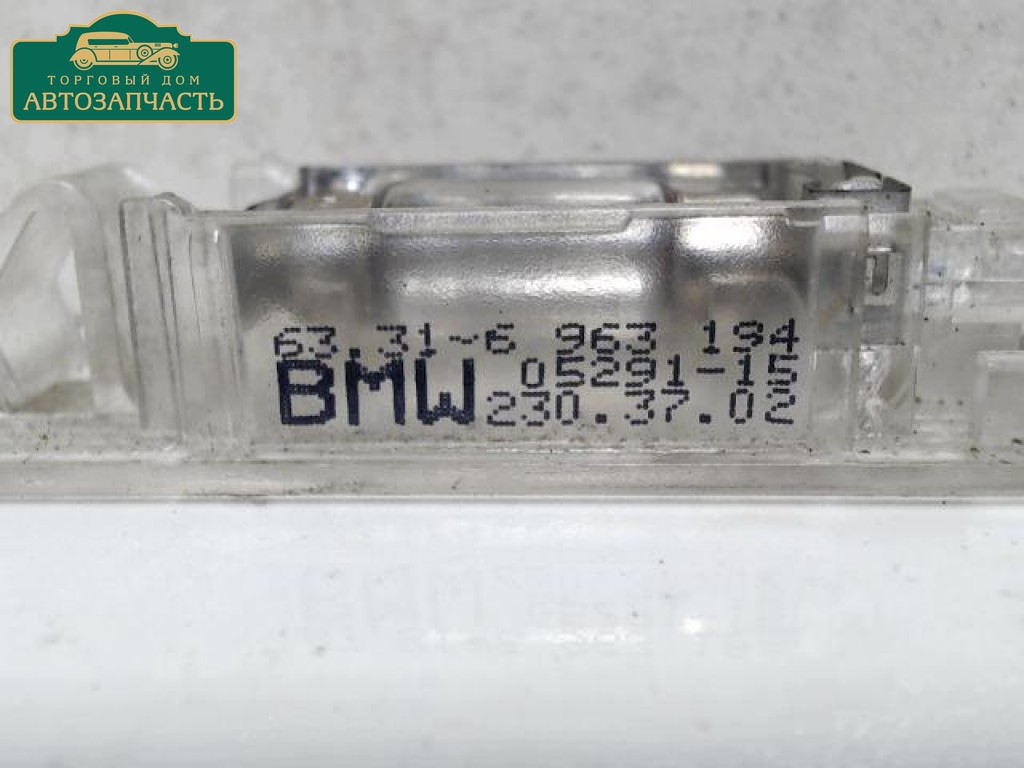 ТОРГОВЫЙ ДОМ
АВТОЗАПЧАСТЬ
63.31-6 963 194
BMW 05291-15
230.37.02